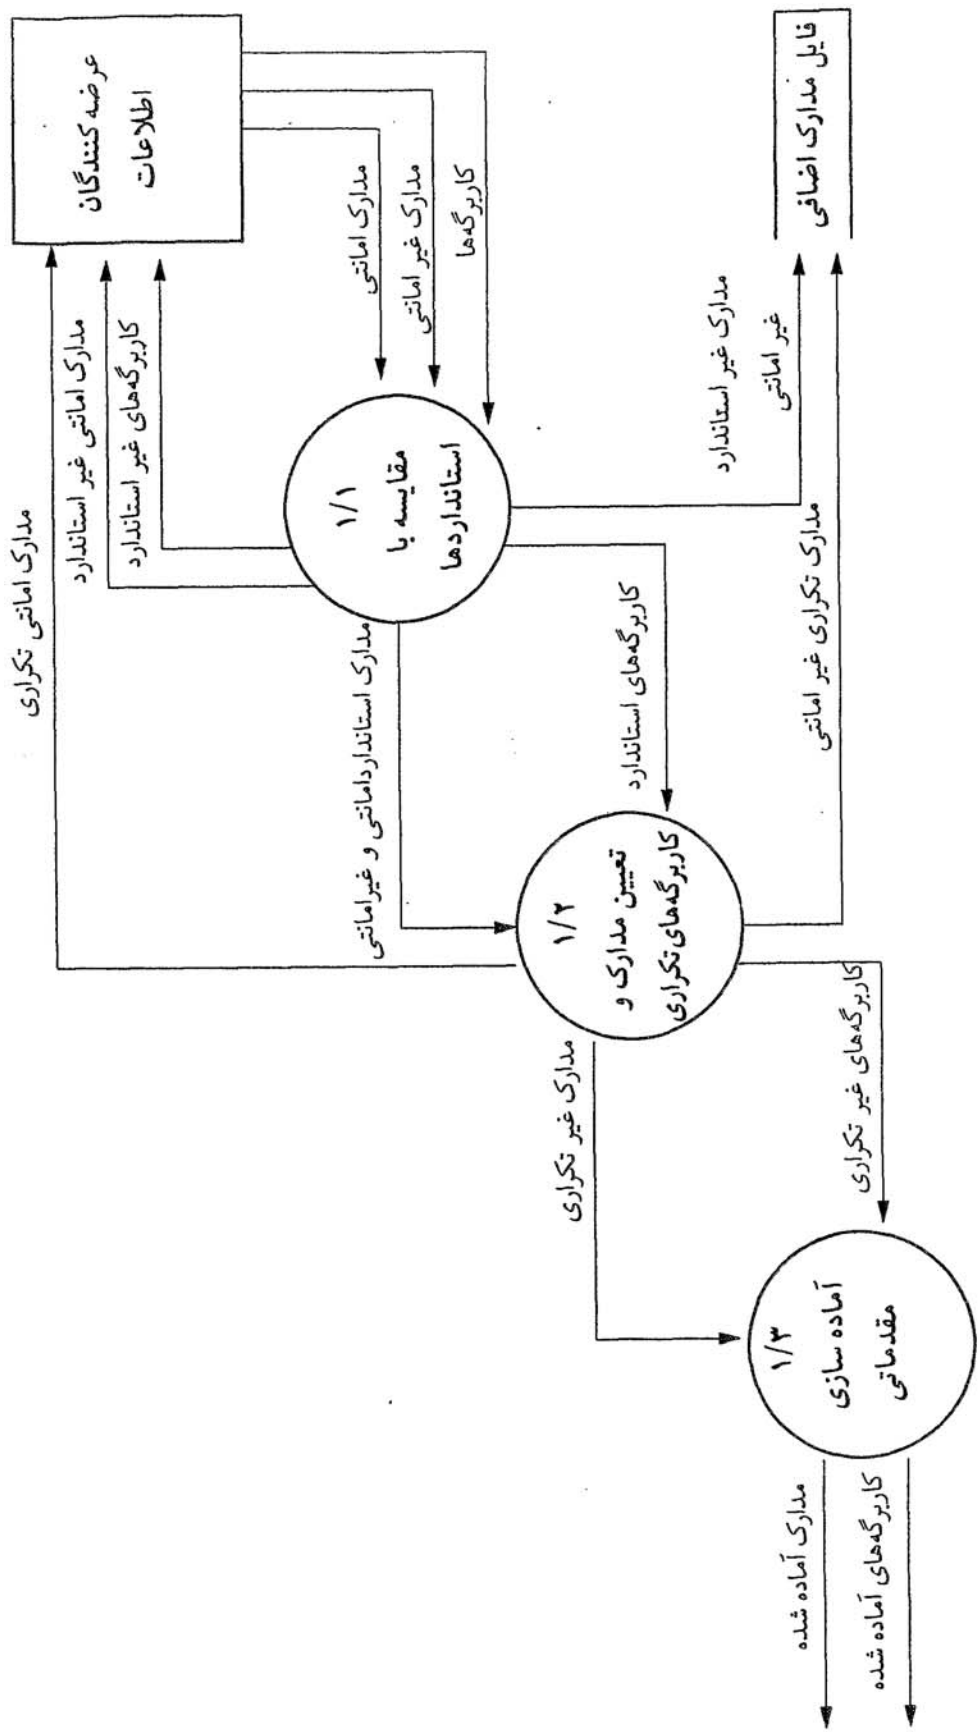 عرضه کنندگان
اطلاعات
فایل مدارک اضافی
مدارک امانتی
مدارک غیر امانتی
کاربرگه‌ها
مدارک امانتی تکراری
مدارک امانتی غیر استاندارد
کاربرگه‌های غیر استاندارد
۱/۱
مقایسه با
استانداردها
مدارک غیر استاندارد
غیر امانتی
مدارک استانداردامانتی و غیرامانتی
کاربرگه‌های استاندارد
مدارک تکراری غیر امانتی
۱/۲
تعیین مدارک و
کاربرگه‌های تکراری
مدارک غیر تکراری
کاربرگه‌های غیر تکراری
۱/۳
آماده سازی
مقدماتی
مدارک آماده شده
کاربرگه‌های آماده شده